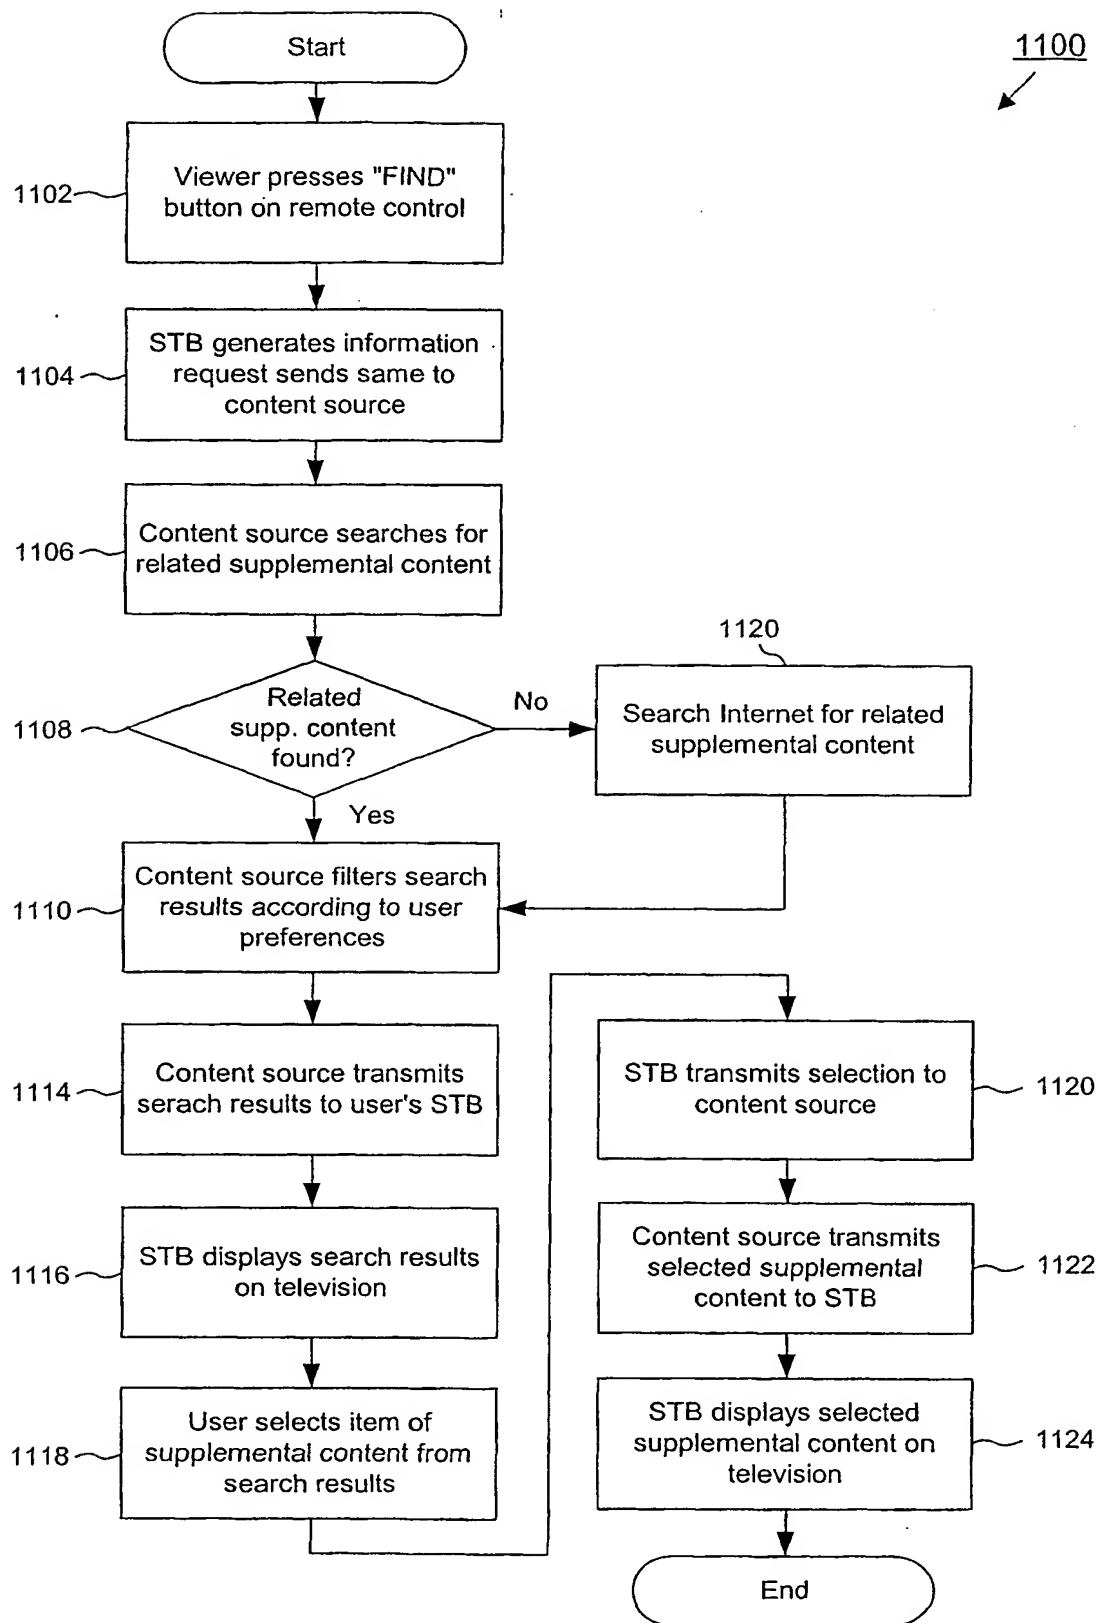 Start
1100
1102
Viewer presses "FIND"
button on remote control
1104
STB generates information
request sends same to
content source
1106
Content source searches for
related supplemental content
1108
Related
supp. content
found?
No
1120
Search Internet for related
supplemental content
Yes
1110
Content source filters search
results according to user
preferences
1114
Content source transmits
serach results to user's STB
1116
STB displays search results
on television
1118
User selects item of
supplemental content from
search results
STB transmits selection to
content source
1120
Content source transmits
selected supplemental
content to STB
1122
STB displays selected
supplemental content on
television
1124
End